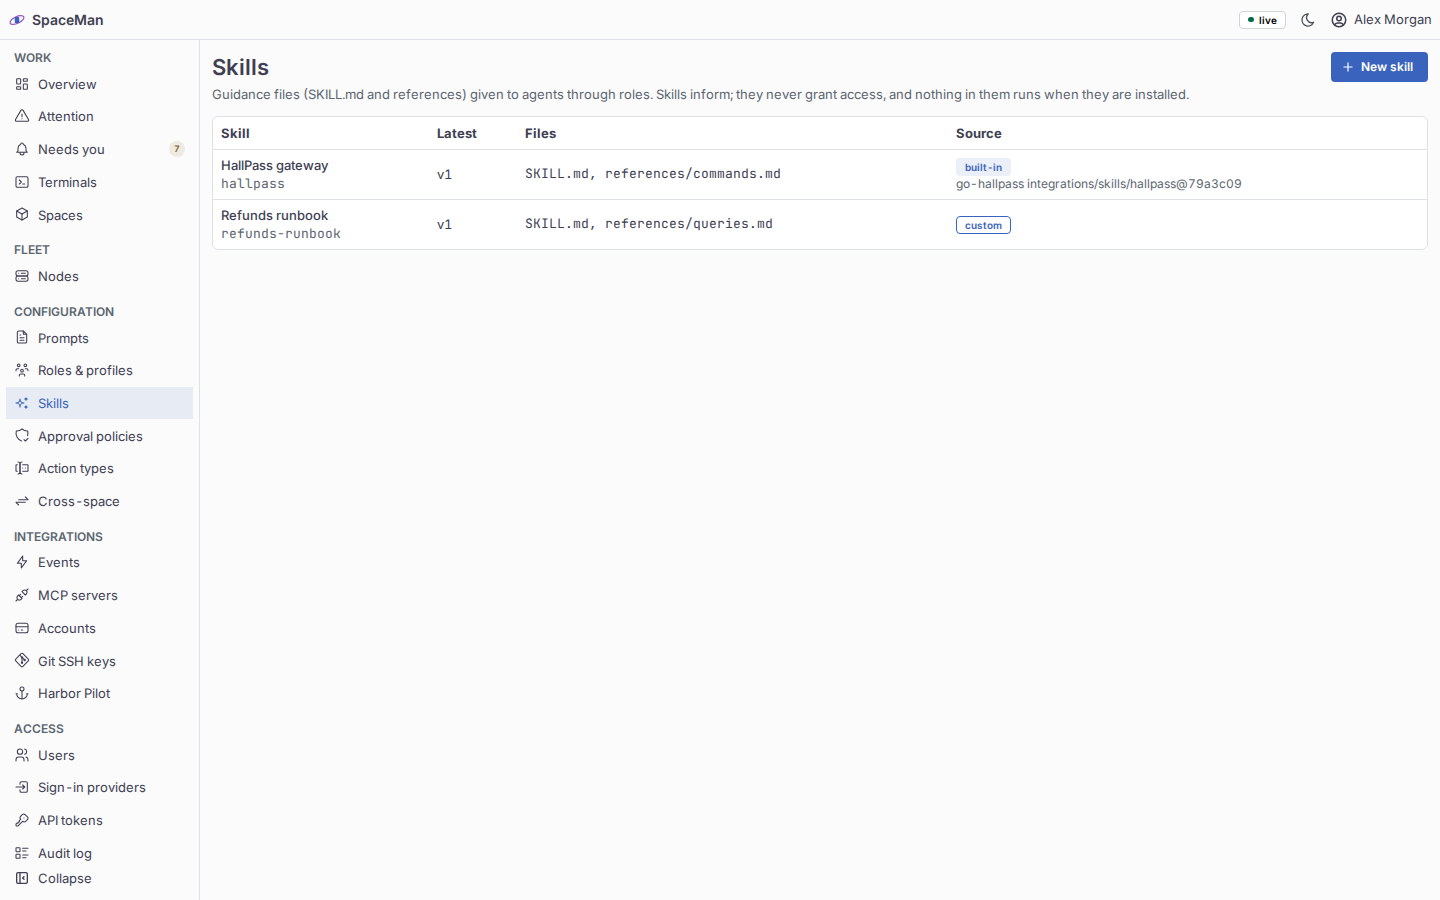 SpaceMan
live
Alex Morgan
WORK
Overview
Attention
Needs you 7
Terminals
Spaces
FLEET
Nodes
CONFIGURATION
Prompts
Roles & profiles
Skills
Approval policies
Action types
Cross-space
INTEGRATIONS
Events
MCP servers
Accounts
Git SSH keys
Harbor Pilot
ACCESS
Users
Sign-in providers
API tokens
Audit log
Collapse
Skills
New skill
Guidance files (SKILL.md and references) given to agents through roles. Skills inform; they never grant access, and nothing in them runs when they are installed.
Skill Latest Files Source
HallPass gateway
hallpass
v1
SKILL.md, references/commands.md
built-in
go-hallpass integrations/skills/hallpass@79a3c09
Refunds runbook
refunds-runbook
v1
SKILL.md, references/queries.md
custom